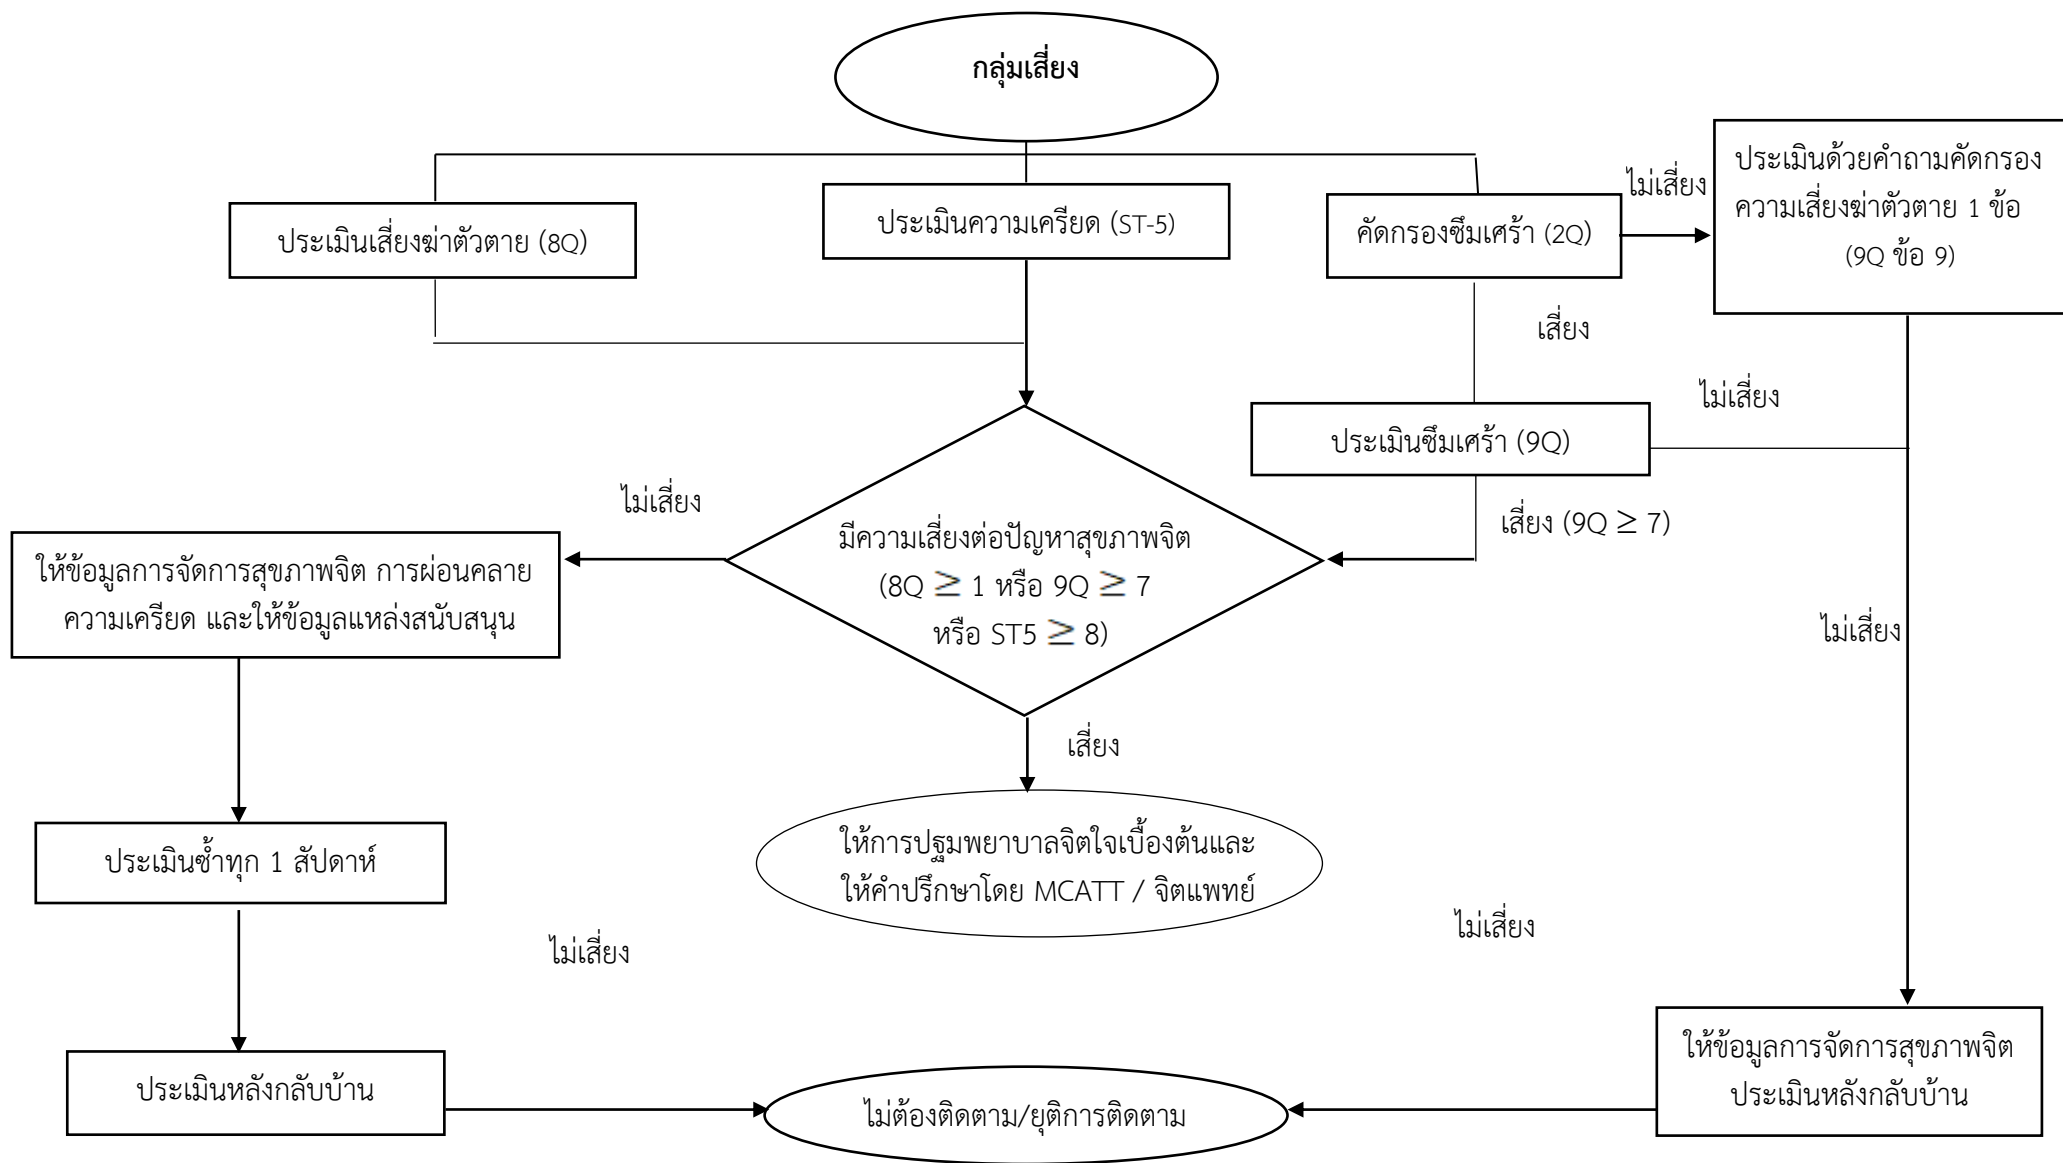 กลุ่มเสี่ยง
ประเมินเสี่ยงฆ่าตัวตาย (8Q)
ประเมินความเครียด (ST-5)
คัดกรองซึมเศร้า (2Q)
ไม่เสี่ยง
ประเมินด้วยคำถามคัดกรอง
ความเสี่ยงฆ่าตัวตาย 1 ข้อ
(9Q ข้อ 9)
เสี่ยง
ไม่เสี่ยง
ประเมินซึมเศร้า (9Q)
ไม่เสี่ยง
เสี่ยง (9Q ≥ 7)
มีความเสี่ยงต่อปัญหาสุขภาพจิต
(8Q ≥ 1 หรือ 9Q ≥ 7
หรือ ST5 ≥ 8)
ให้ข้อมูลการจัดการสุขภาพจิต การผ่อนคลาย
ความเครียด และให้ข้อมูลแหล่งสนับสนุน
ไม่เสี่ยง
เสี่ยง
ให้การปฐมพยาบาลจิตใจเบื้องต้นและ
ให้คำปรึกษาโดย MCATT / จิตแพทย์
ประเมินซ้ำทุก 1 สัปดาห์
ไม่เสี่ยง
ไม่เสี่ยง
ประเมินหลังกลับบ้าน
ไม่ต้องติดตาม/ยุติการติดตาม
ให้ข้อมูลการจัดการสุขภาพจิต
ประเมินหลังกลับบ้าน